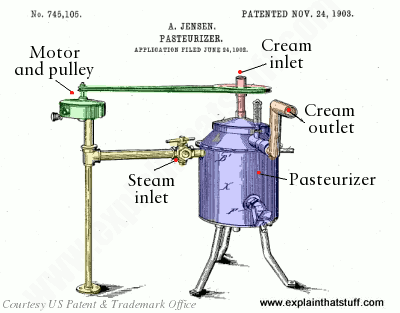 No. 745,105.
PATENTED NOV. 24, 1903.
A. JENSEN.
PASTEURIZER.
APPLICATION FILED JUNE 24, 1902.
Motor
and pulley
Cream
inlet
Cream
outlet
Steam
inlet
Pasteurizer
Courtesy US Patent & Trademark Office
www.explainthatstuff.com